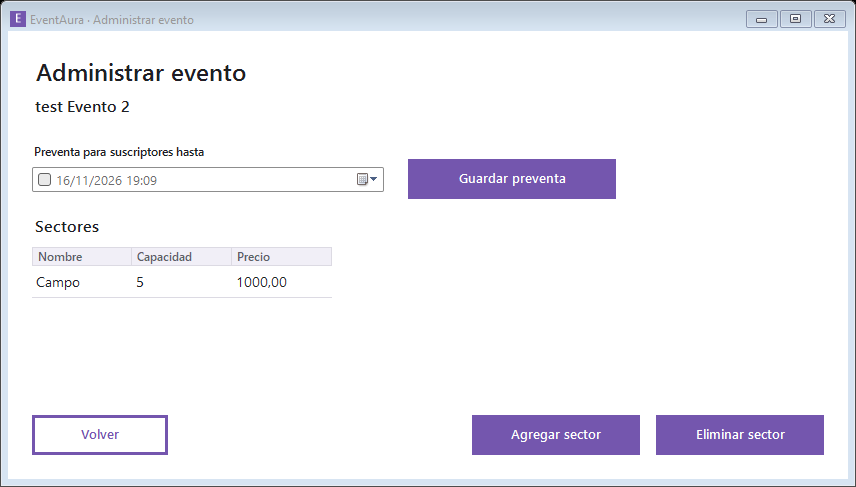 E EventAura · Administrar evento
Administrar evento
test Evento 2
Preventa para suscriptores hasta
16/11/2026 19:09
Guardar preventa
Sectores
Nombre Capacidad Precio
Campo 5 1000,00
Volver Agregar sector Eliminar sector